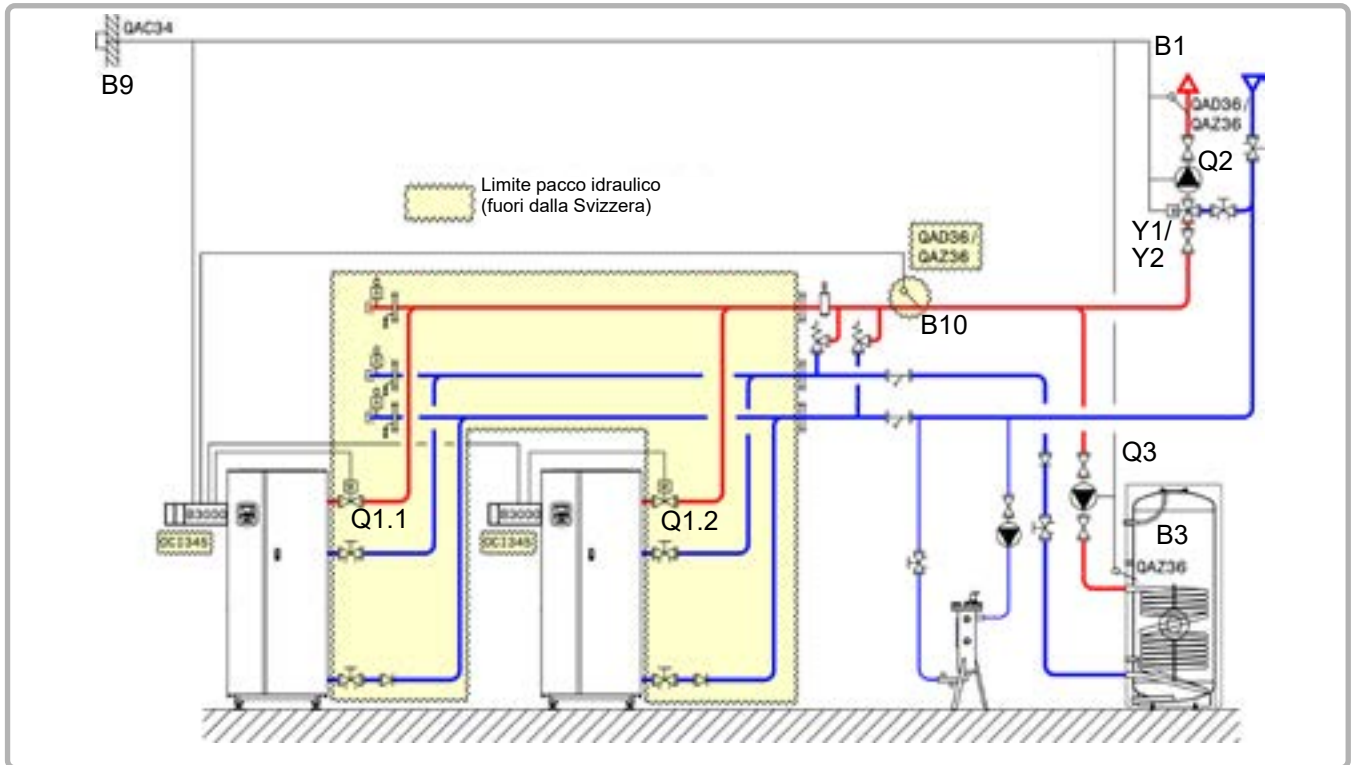 QAC34
B9
B1
QAD36/
QAZ36
Q2
Limite pacco idraulico
(fuori dalla Svizzera)
Y1/
Y2
QAD36/
QAZ36
B10
Q3
Q1.1
Q1.2
B3000
B3000
OCI345
OCI345
B3
QAZ36